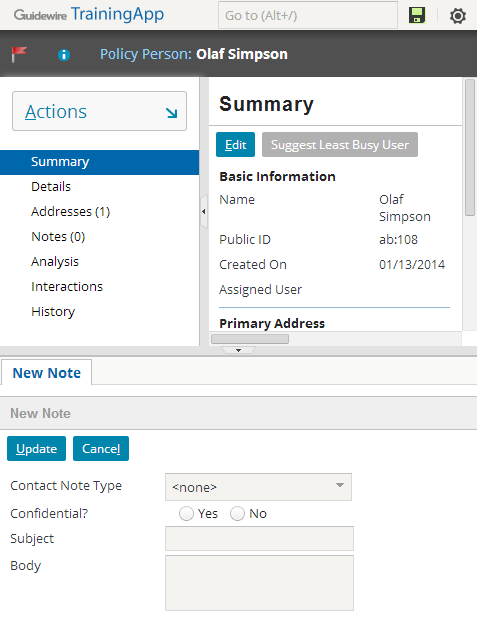 Guidewire TrainingApp
Go to (Alt+/)
Policy Person: Olaf Simpson
Actions
Summary
Details
Addresses (1)
Notes (0)
Analysis
Interactions
History
Summary
Edit
Suggest Least Busy User
Basic Information
Name Olaf
Simpson
Public ID ab:108
Created On 01/13/2014
Assigned User
Primary Address
New Note
New Note
Update Cancel
Contact Note Type <none>
Confidential? Yes No
Subject
Body